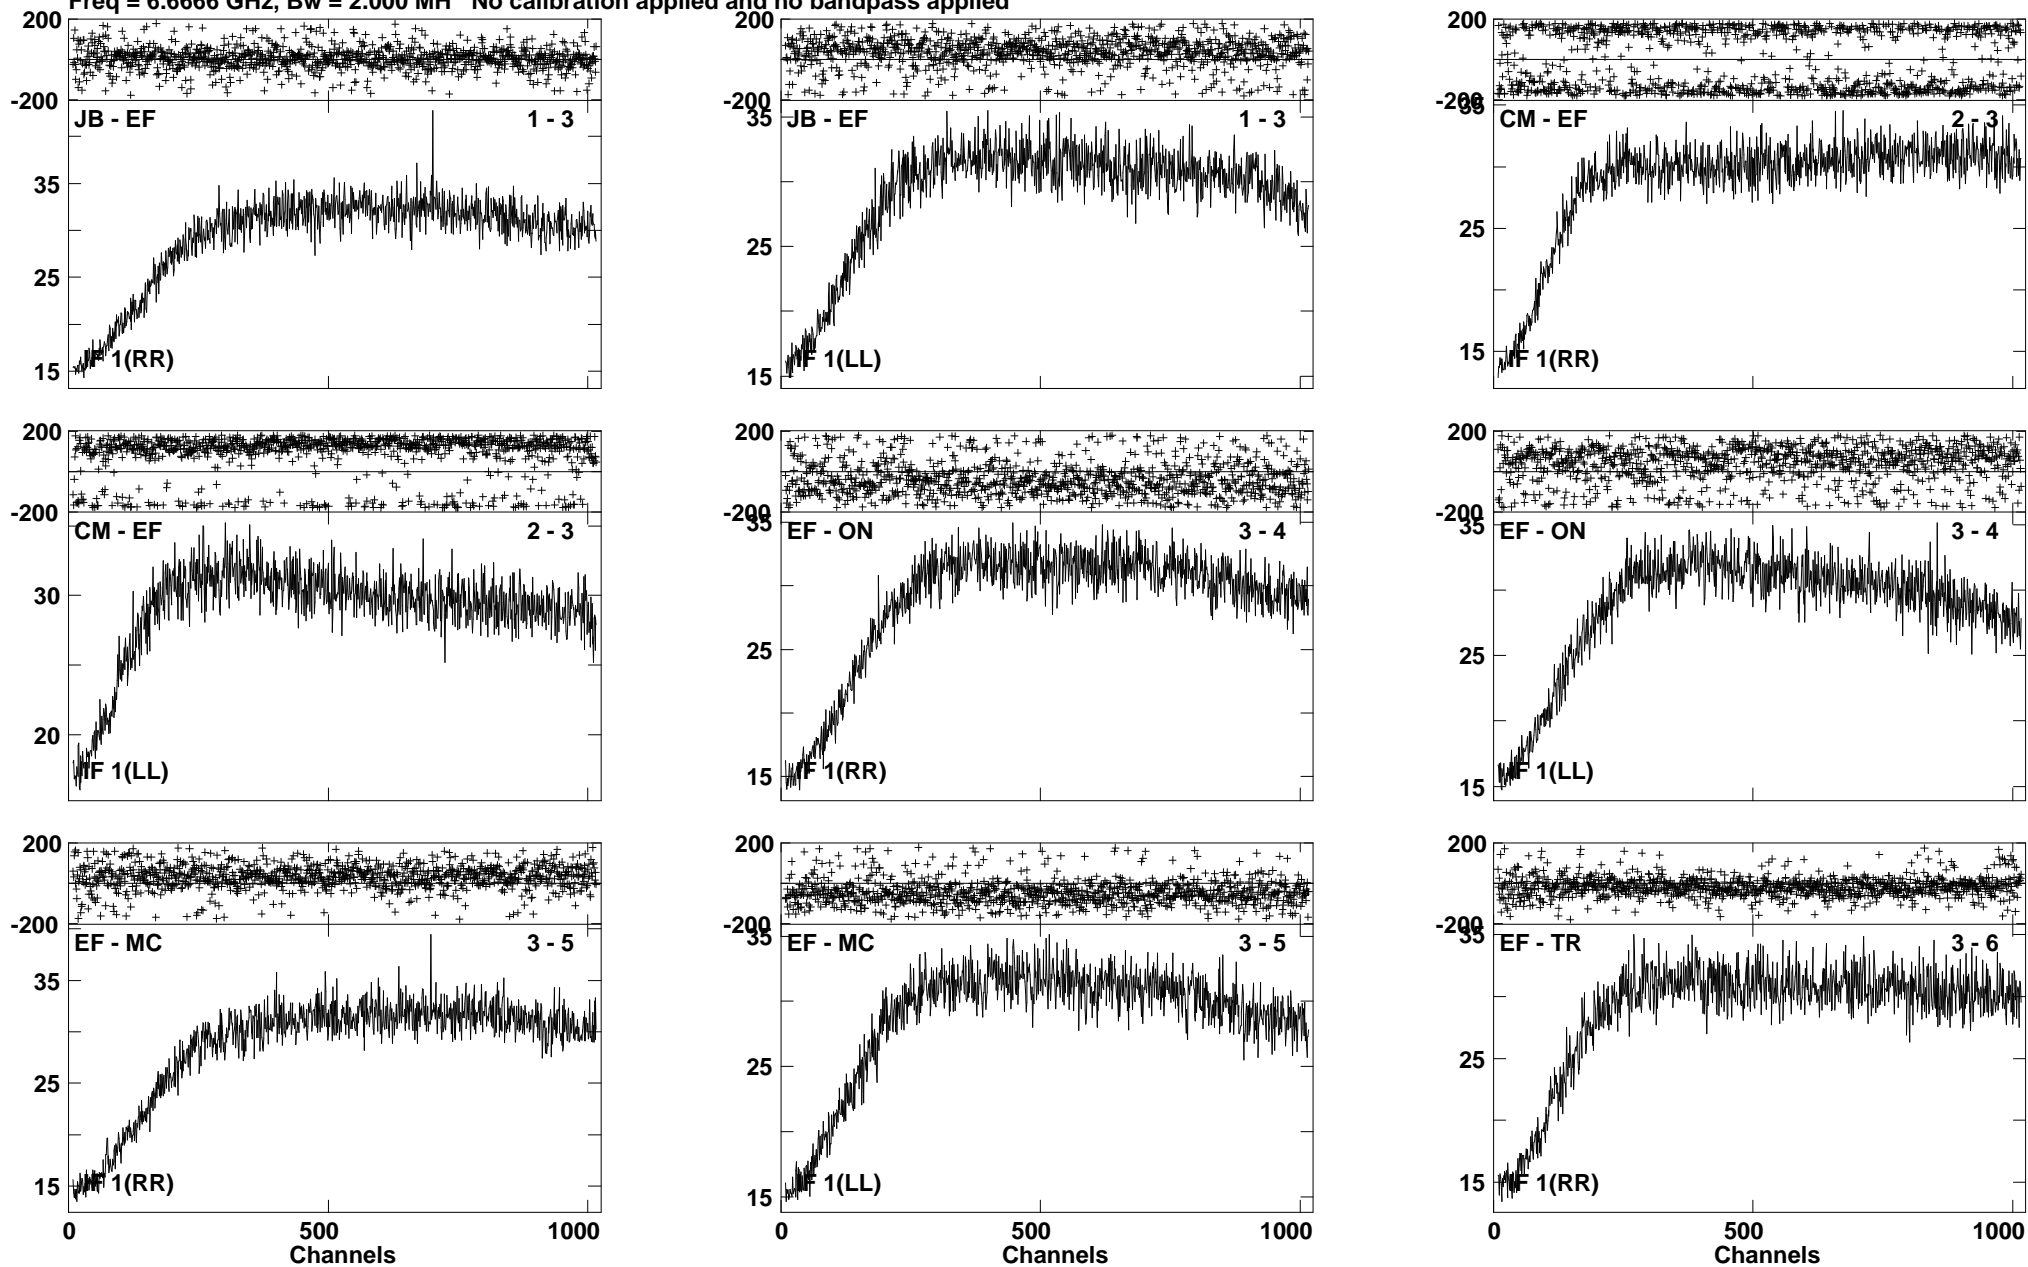 Freq = 6.6666 GHz, Bw = 2.000 MH No calibration applied and no bandpass applied
200
-200
JB - EF 1 - 3
35
25
15
IF 1(RR)
-200
JB - EF 1 - 3
35
25
15
IF 1(LL)
200
-200
CM - EF 2 - 3
35
25
15
IF 1(RR)
200
-200
CM - EF 2 - 3
30
20
IF 1(LL)
200
-200
EF - ON 3 - 4
35
25
15
IF 1(RR)
200
-200
EF - ON 3 - 4
35
25
15
IF 1(LL)
200
-200
EF - MC 3 - 5
35
25
15
IF 1(RR)
0 500 1000
Channels
200
-200
EF - MC 3 - 5
35
25
15
IF 1(LL)
0 500 1000
Channels
200
-200
EF - TR 3 - 6
35
25
15
IF 1(RR)
0 500 1000
Channels